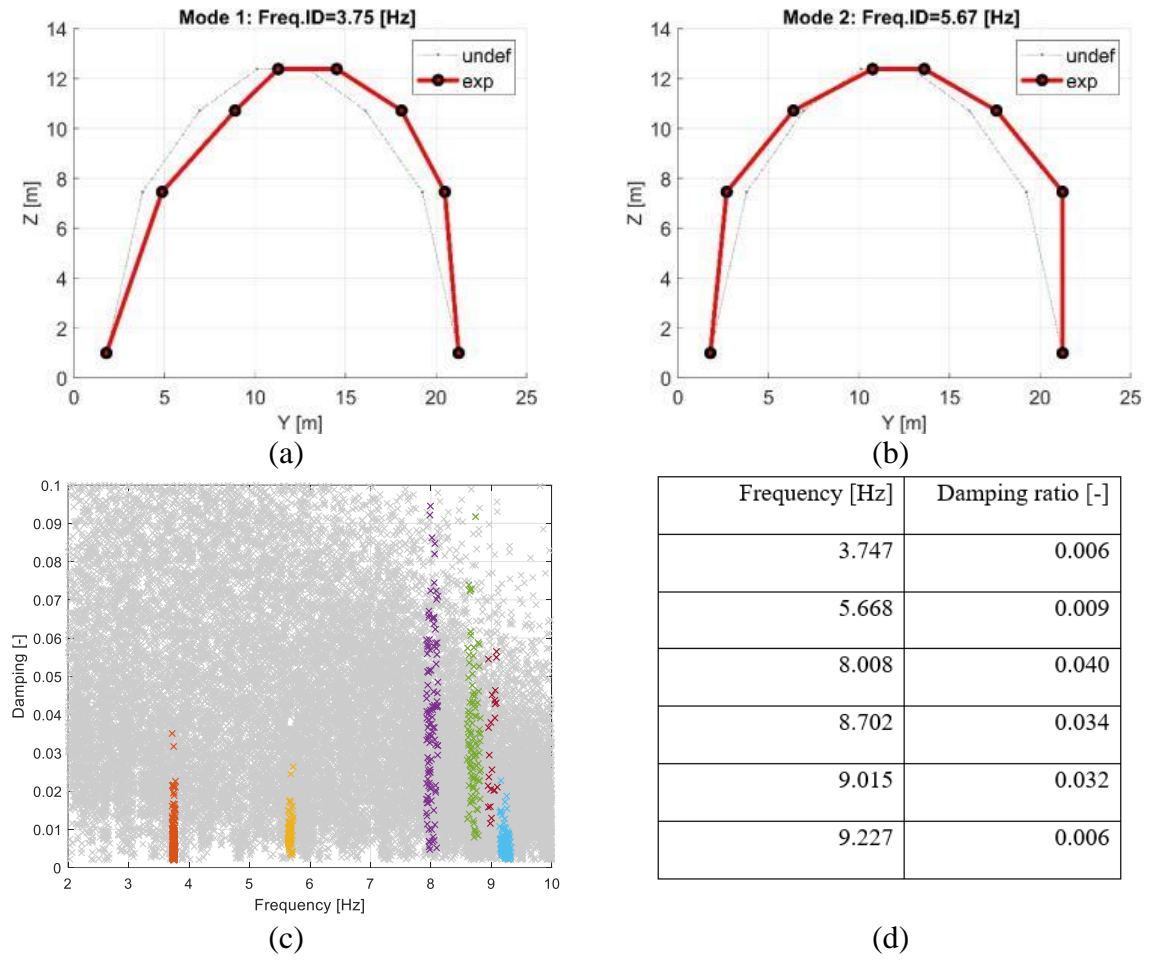 Mode 1: Freq.ID=3.75 [Hz]
14
12
10
8
6
4
2
0
Z [m]
undef
exp
0 5 10 15 20 25
Y [m]
(a)
Mode 2: Freq.ID=5.67 [Hz]
14
12
10
8
6
4
2
0
Z [m]
undef
exp
0 5 10 15 20 25
Y [m]
(b)
0.1
0.09
0.08
0.07
0.06
0.05
0.04
0.03
0.02
0.01
0
Damping [-]
2 3 4 5 6 7 8 9 10
Frequency [Hz]
(c)
Frequency [Hz] Damping ratio [-]
3.747 0.006
5.668 0.009
8.008 0.040
8.702 0.034
9.015 0.032
9.227 0.006
(d)